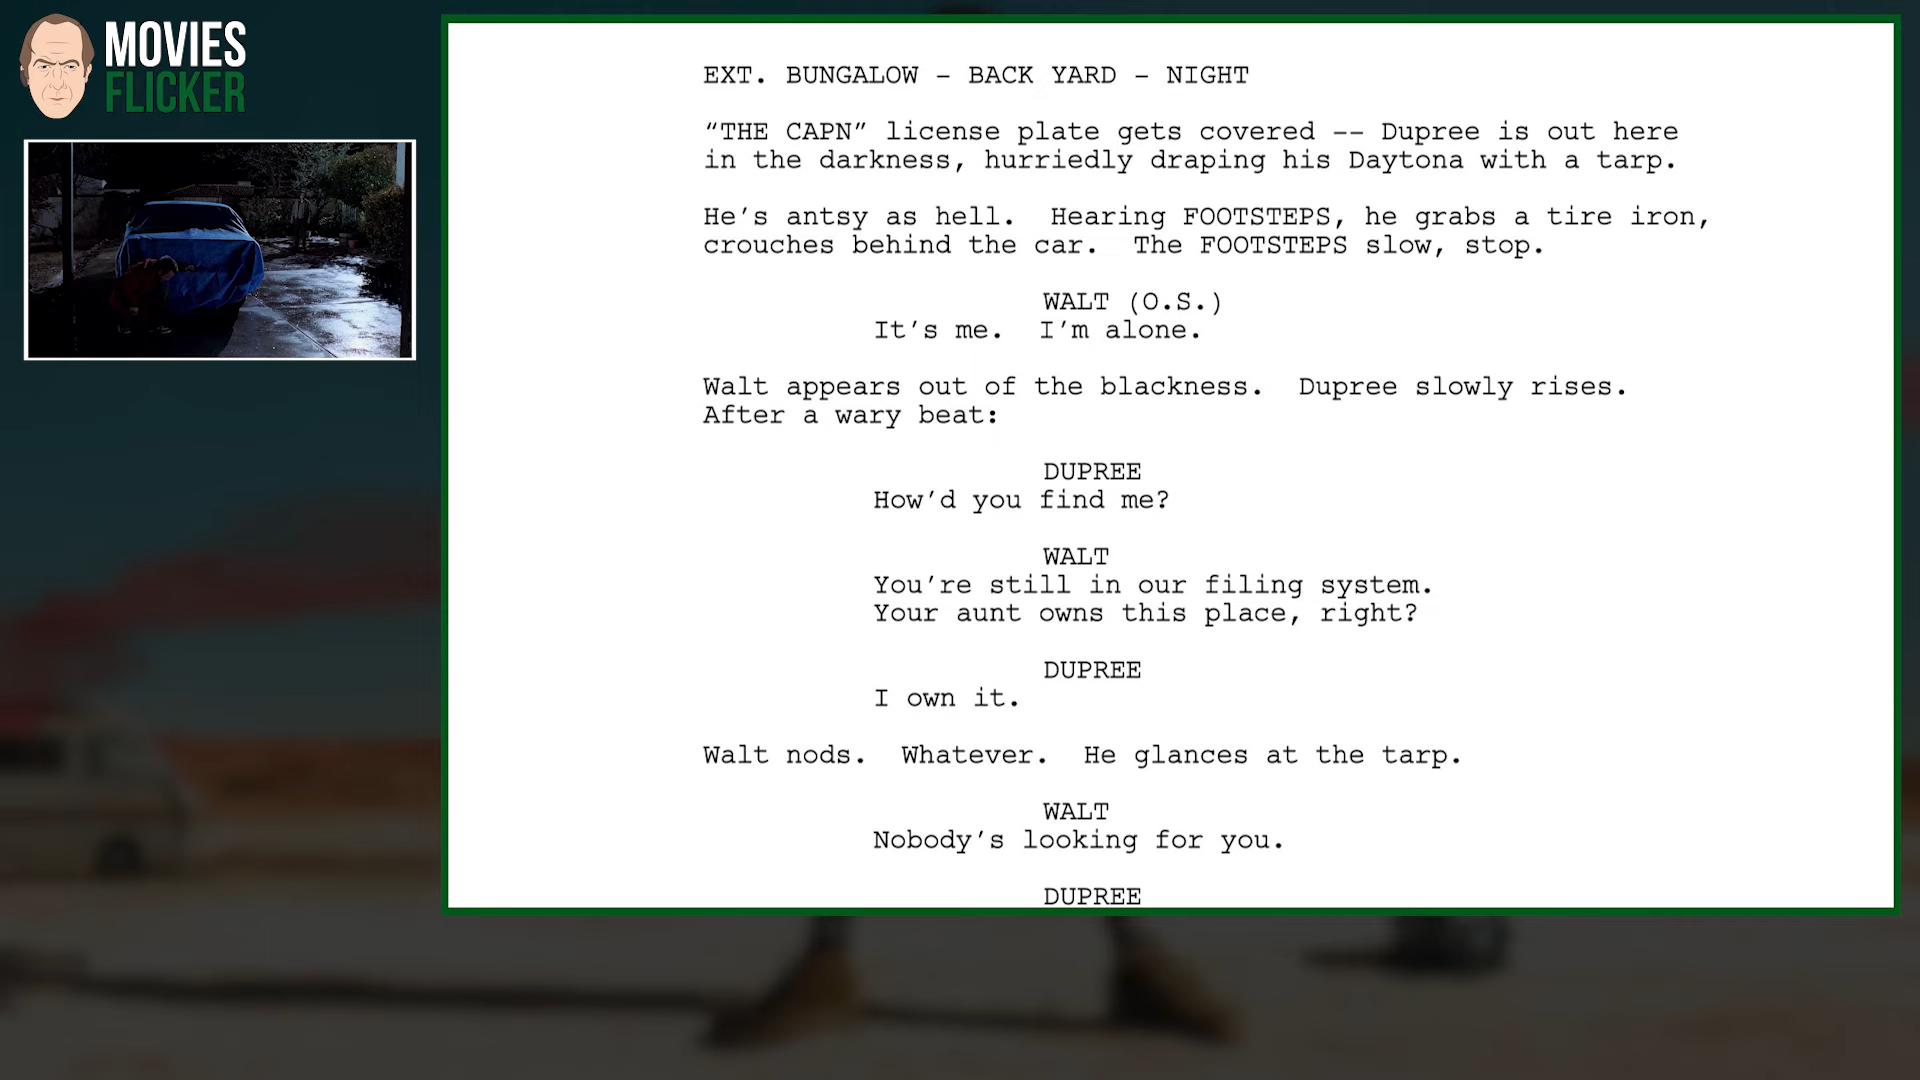 MOVIES
FLICKER
EXT. BUNGALOW – BACK YARD – NIGHT
“THE CAPN” license plate gets covered -- Dupree is out here
in the darkness, hurriedly draping his Daytona with a tarp.
He’s antsy as hell. Hearing FOOTSTEPS, he grabs a tire iron,
crouches behind the car. The FOOTSTEPS slow, stop.
WALT (O.S.)
It’s me. I’m alone.
Walt appears out of the blackness. Dupree slowly rises.
After a wary beat:
DUPREE
How’d you find me?
WALT
You’re still in our filing system.
Your aunt owns this place, right?
DUPREE
I own it.
Walt nods. Whatever. He glances at the tarp.
WALT
Nobody’s looking for you.
DUPREE